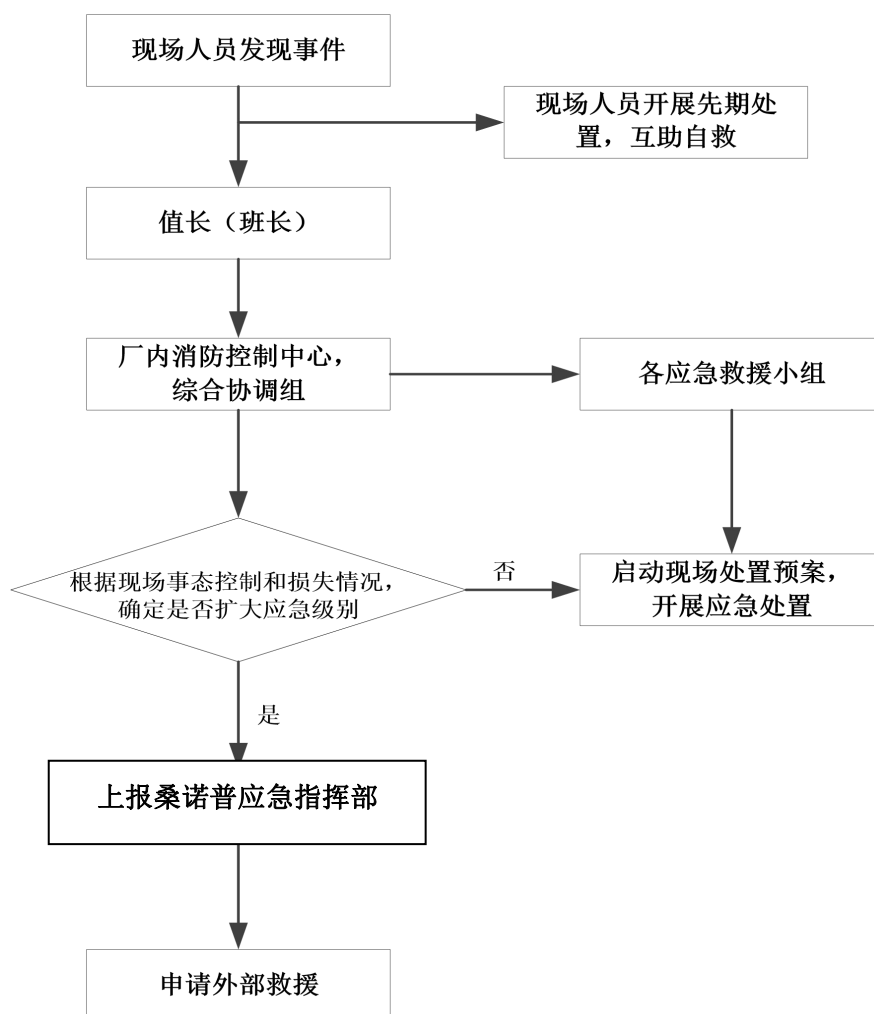 现场人员发现事件
现场人员开展先期处
置，互助自救
值长（班长）
厂内消防控制中心，
综合协调组
各应急救援小组
根据现场事态控制和损失情况，
确定是否扩大应急级别
否
启动现场处置预案，
开展应急处置
是
上报桑诺普应急指挥部
申请外部救援